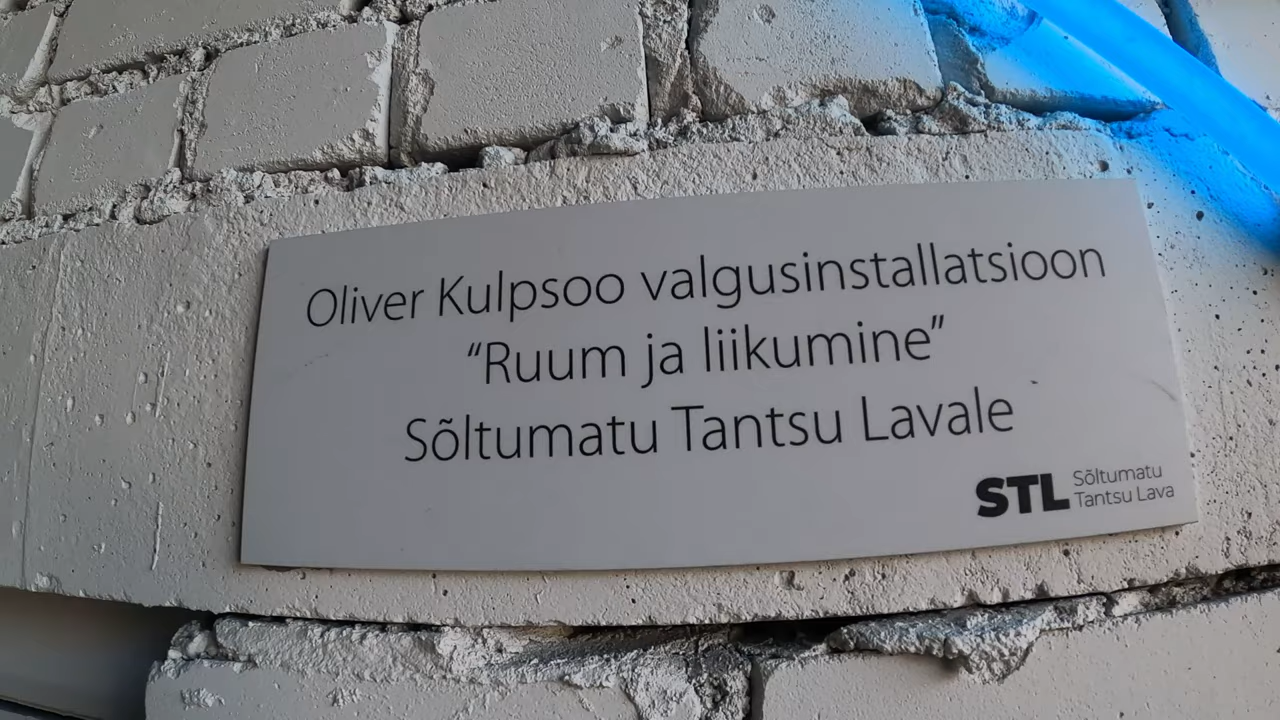 Oliver Kulpsoo valgusinstallatsioon
“Ruum ja liikumine”
Sõltumatu Tantsu Lavale
STL Sõltumatu
Tantsu Lava